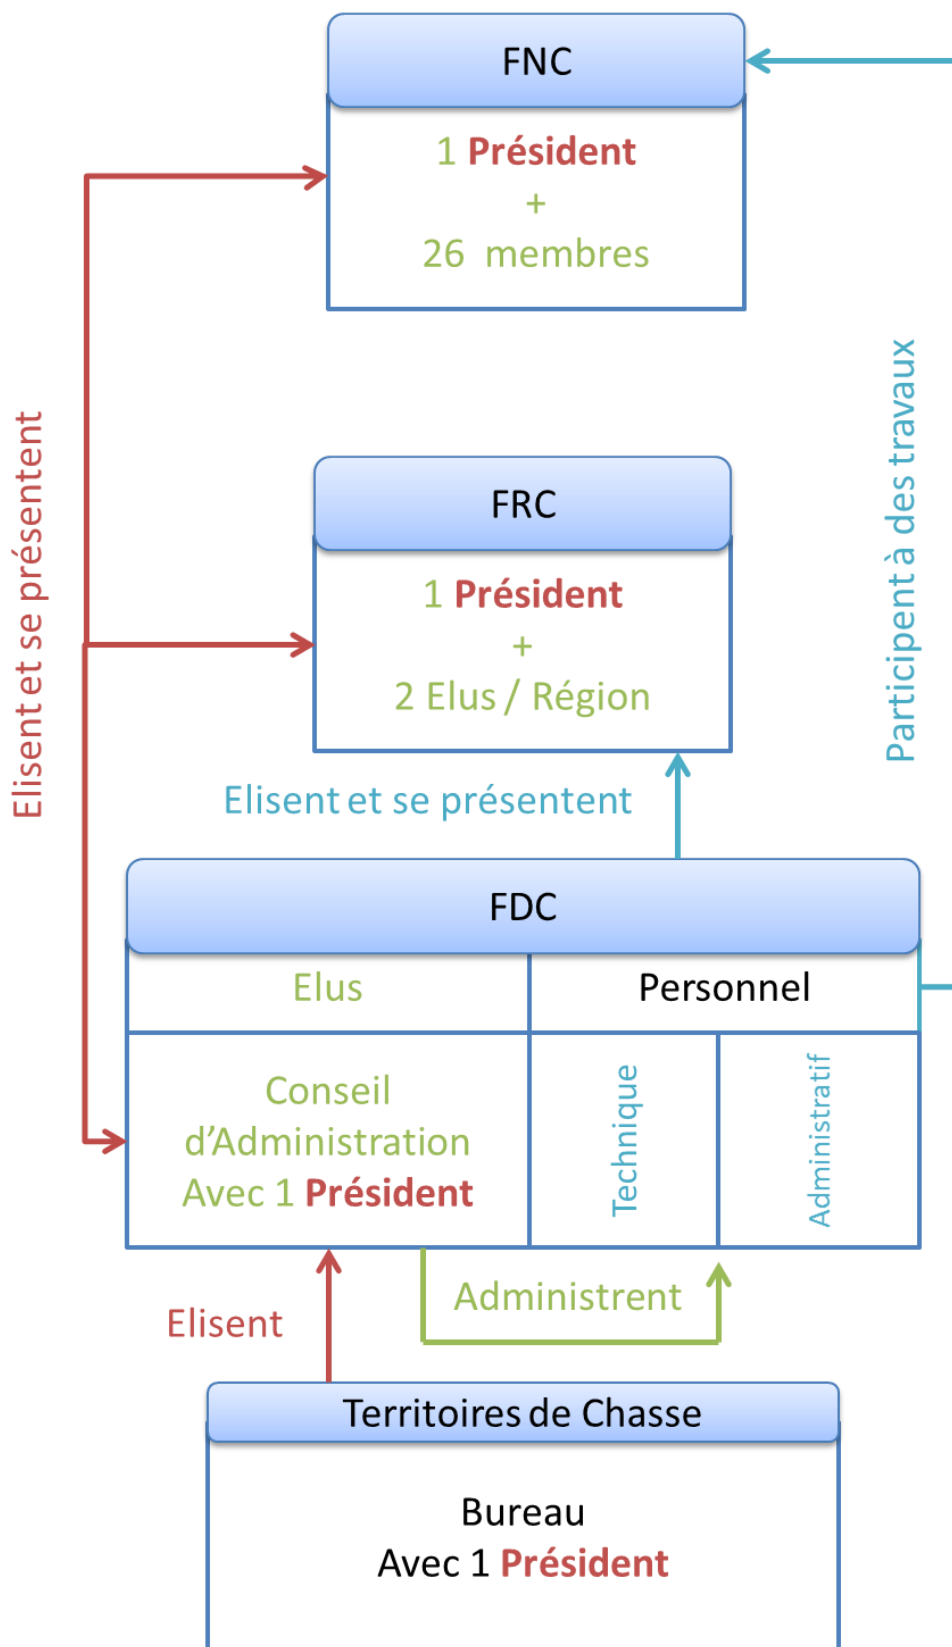 FNC
1 Président
+
26 membres
Elisent et se présentent
Participent à des travaux
FRC
1 Président
+
2 Elus / Région
Elisent et se présentent
FDC
Elus
Personnel
Conseil
d'Administration
Avec 1 Président
Technique
Administratif
Administrent
Elisent
Territoires de Chasse
Bureau
Avec 1 Président